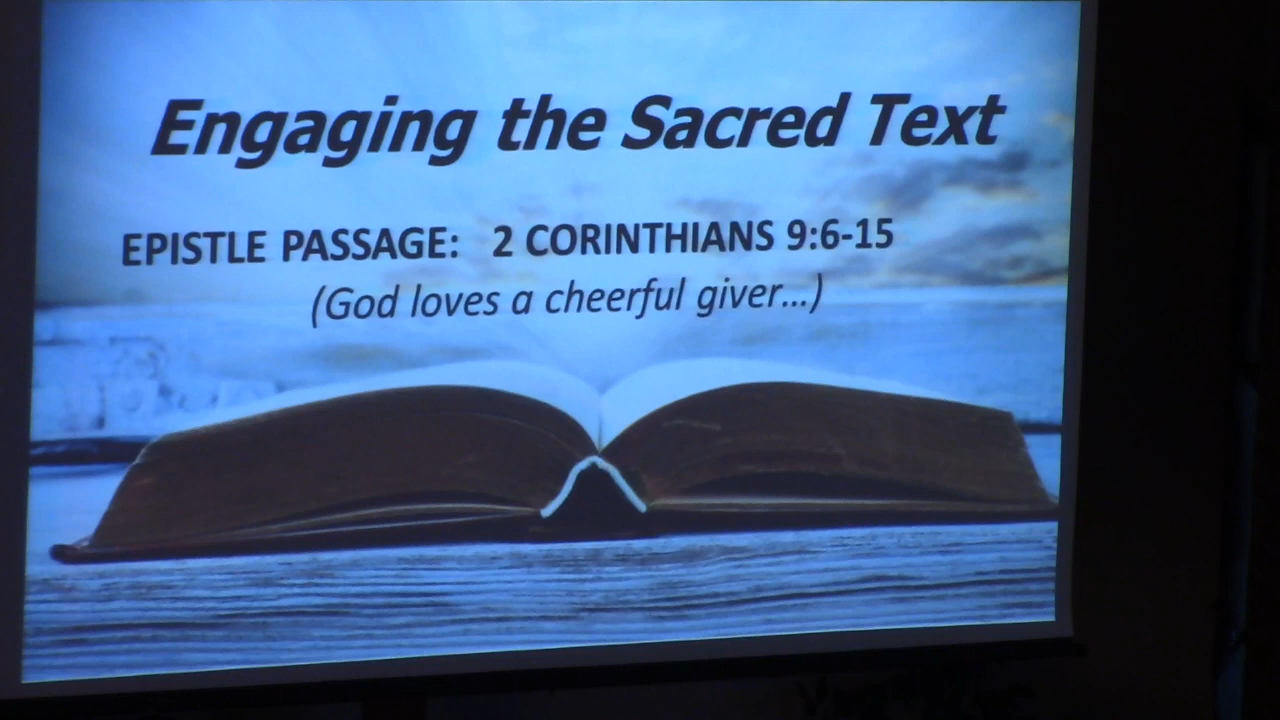 Engaging the Sacred Text
EPISTLE PASSAGE: 2 CORINTHIANS 9:6-15
(God loves a cheerful giver...)